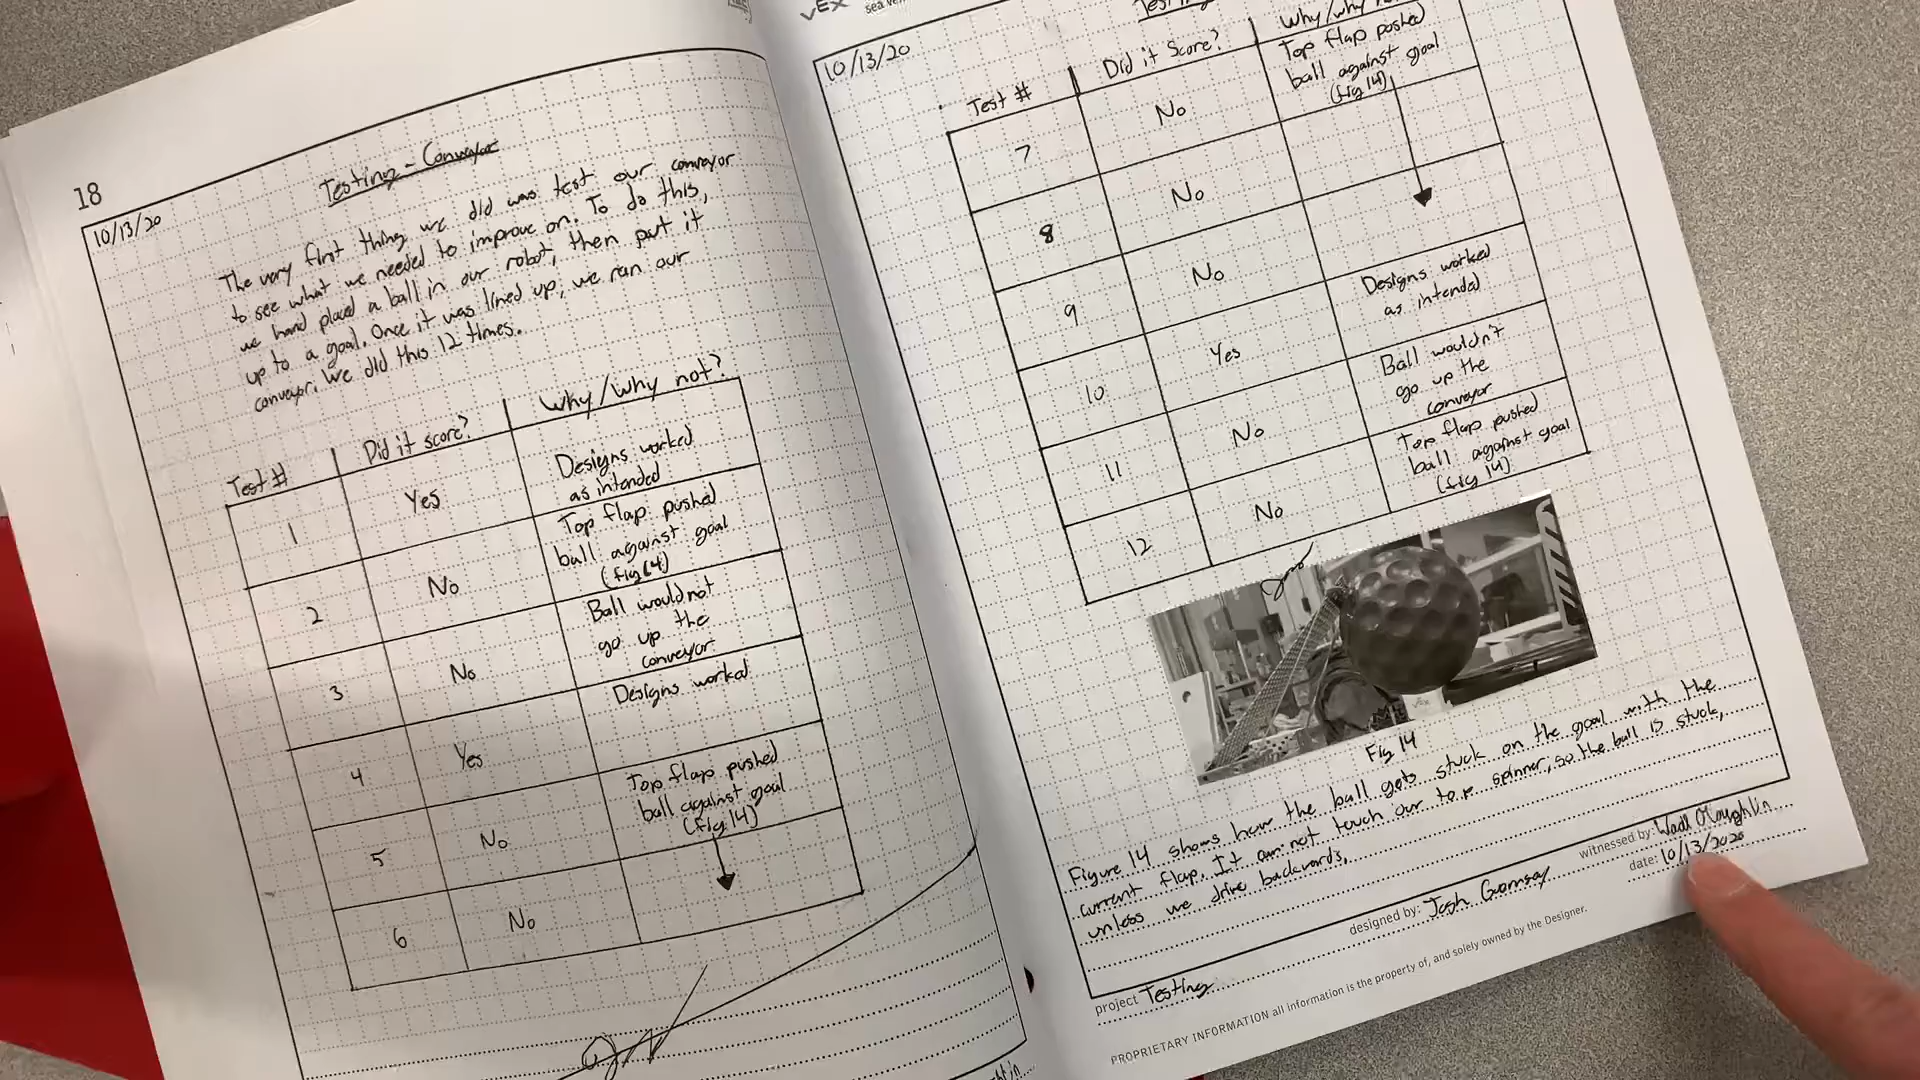 18
10/13/20
Testing - Conveyor
The very first thing we did was test our conveyor
to see what we needed to improve on. To do this,
we hand placed a ball in our robot, then put it
up to a goal. Once it was lined up, we ran our
conveyor. We did this 12 times.
Test # Did it score? Why/why not?
1 Yes Designs worked
as intended
2 No Top flap pushed
ball against goal
(fig 14)
3 No Ball would not
go up the
conveyor
4 Yes Designs worked
5 No Top flap pushed
ball against goal
(fig 14)
6 No
VEX
10/13/20
Testing
Test # Did it Score? Why/why
7 No Top flap pushed
ball against goal
(fig 14)
8 No
9 No
10 Yes Designs worked
as intended
11 No Ball wouldn't
go up the
conveyor
12 No Top flap pushed
ball against goal
(fig 14)
Fig 14
Figure 14 shows how the ball gets stuck on the goal with the
current flap. It can not touch our top spinner, so the ball is stuck,
unless we drive backwards.
project Testing
designed by: Josh
witnessed by: Wade O'Loughlin
date: 10/13/2020
PROPRIETARY INFORMATION all information is the property of, and solely owned by the Designer.